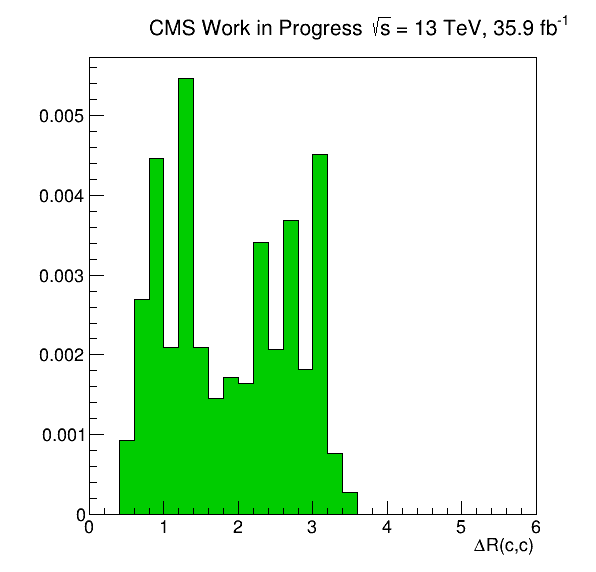 CMS Work in Progress √s = 13 TeV, 35.9 fb⁻¹
0.005
0.004
0.003
0.002
0.001
0
0 1 2 3 4 5 6
ΔR(c,c)